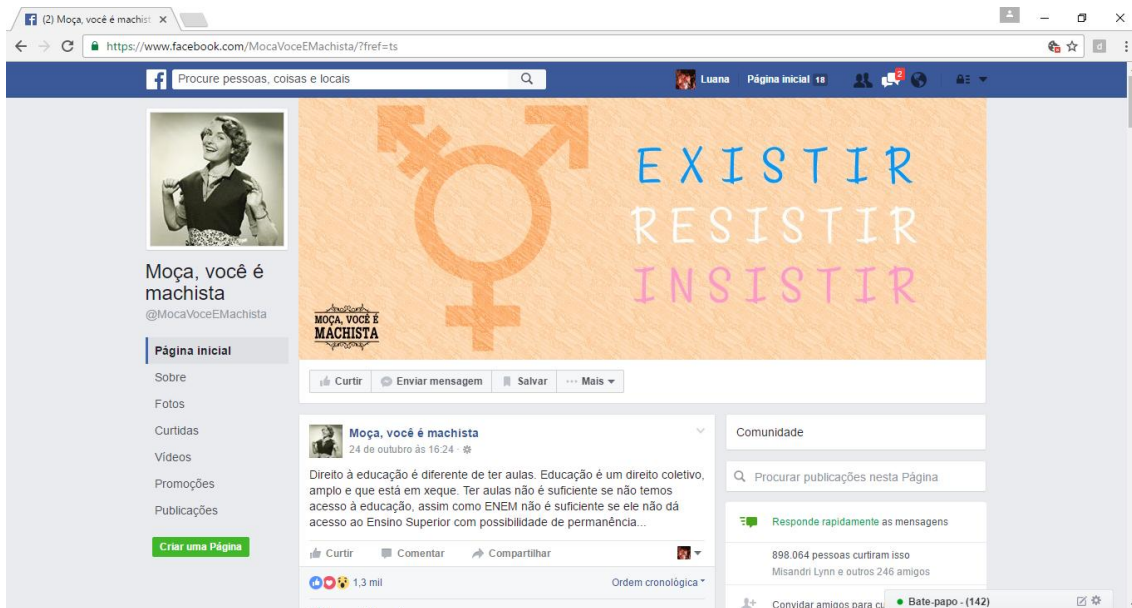 (2) Moça, você é machist
https://www.facebook.com/MocaVoceEMachista/?fref=ts
d
Procure pessoas, coisas e locais
Luana
Página inicial 18
2
EXISTIR
RESISTIR
INSISTIR
MOÇA, VOCÊ É
MACHISTA
Moça, você é
machista
@MocaVoceEMachista
Página inicial
Sobre
Fotos
Curtidas
Vídeos
Promoções
Publicações
Criar uma Página
Curtir
Enviar mensagem
Salvar
Mais
Moça, você é machista
24 de outubro às 16:24 ·
Direito à educação é diferente de ter aulas. Educação é um direito coletivo,
amplo e que está em xeque. Ter aulas não é suficiente se não temos
acesso à educação, assim como ENEM não é suficiente se ele não dá
acesso ao Ensino Superior com possibilidade de permanência...
Curtir
Comentar
Compartilhar
1,3 mil
Ordem cronológica
Comunidade
Procurar publicações nesta Página
Responde rapidamente as mensagens
898.064 pessoas curtiram isso
Misandri Lynn e outros 246 amigos
Convidar amigos para cu
Bate-papo - (142)